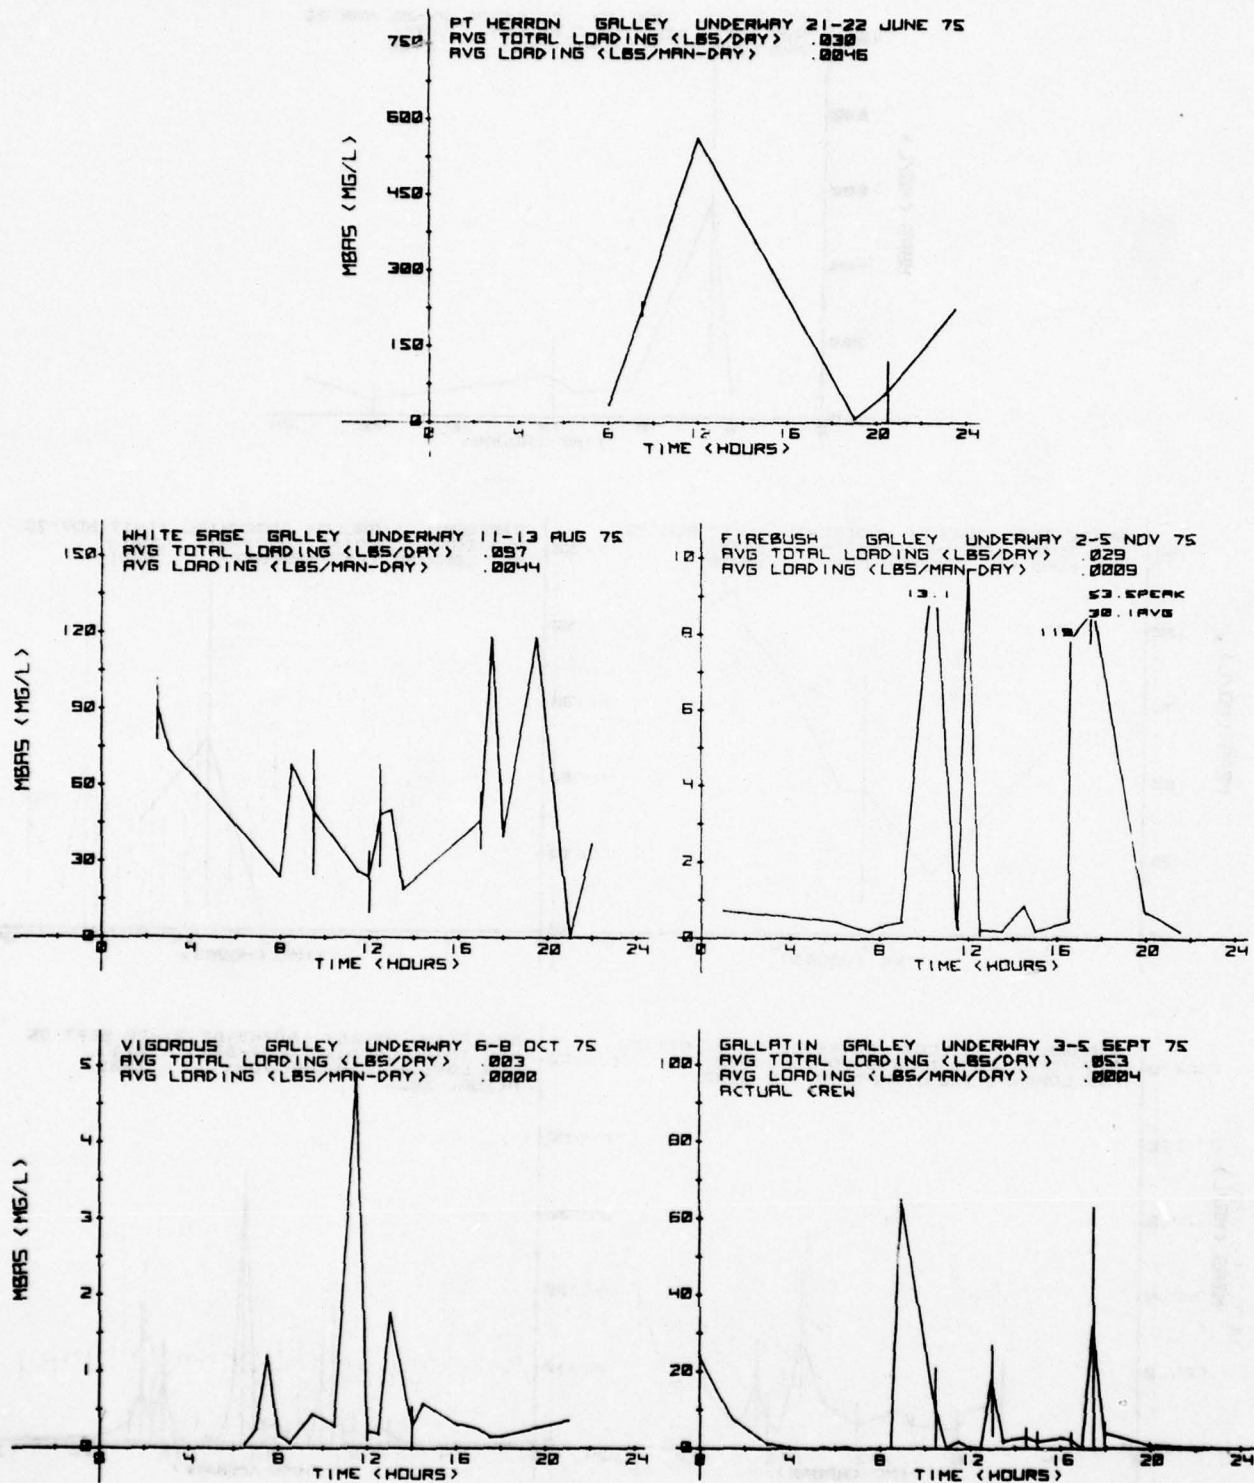 PT HERRON GALLEY UNDERWAY 21-22 JUNE 75
AVG TOTAL LOADING <LBS/DAY> .030
AVG LOADING <LBS/MAN-DAY> .0046
750
600
450
300
150
0
MBAS <MG/L>
0 4 8 12 16 20 24
TIME <HOURS>
WHITE SAGE GALLEY UNDERWAY 11-13 AUG 75
AVG TOTAL LOADING <LBS/DAY> .097
AVG LOADING <LBS/MAN-DAY> .0044
150
120
90
60
30
0
MBAS <MG/L>
0 4 8 12 16 20 24
TIME <HOURS>
FIREBUSH GALLEY UNDERWAY 2-5 NOV 75
AVG TOTAL LOADING <LBS/DAY> .029
AVG LOADING <LBS/MAN-DAY> .0009
13.1
53.5PEAK
30.1AVG
10
8
6
4
2
0
0 4 8 12 16 20 24
TIME <HOURS>
VIGOROUS GALLEY UNDERWAY 6-8 OCT 75
AVG TOTAL LOADING <LBS/DAY> .003
AVG LOADING <LBS/MAN-DAY> .0000
5
4
3
2
1
0
MBAS <MG/L>
0 4 8 12 16 20 24
TIME <HOURS>
GALLATIN GALLEY UNDERWAY 3-5 SEPT 75
AVG TOTAL LOADING <LBS/DAY> .053
AVG LOADING <LBS/MAN/DAY> .0004
ACTUAL CREW
100
80
60
40
20
0
0 4 8 12 16 20 24
TIME <HOURS>